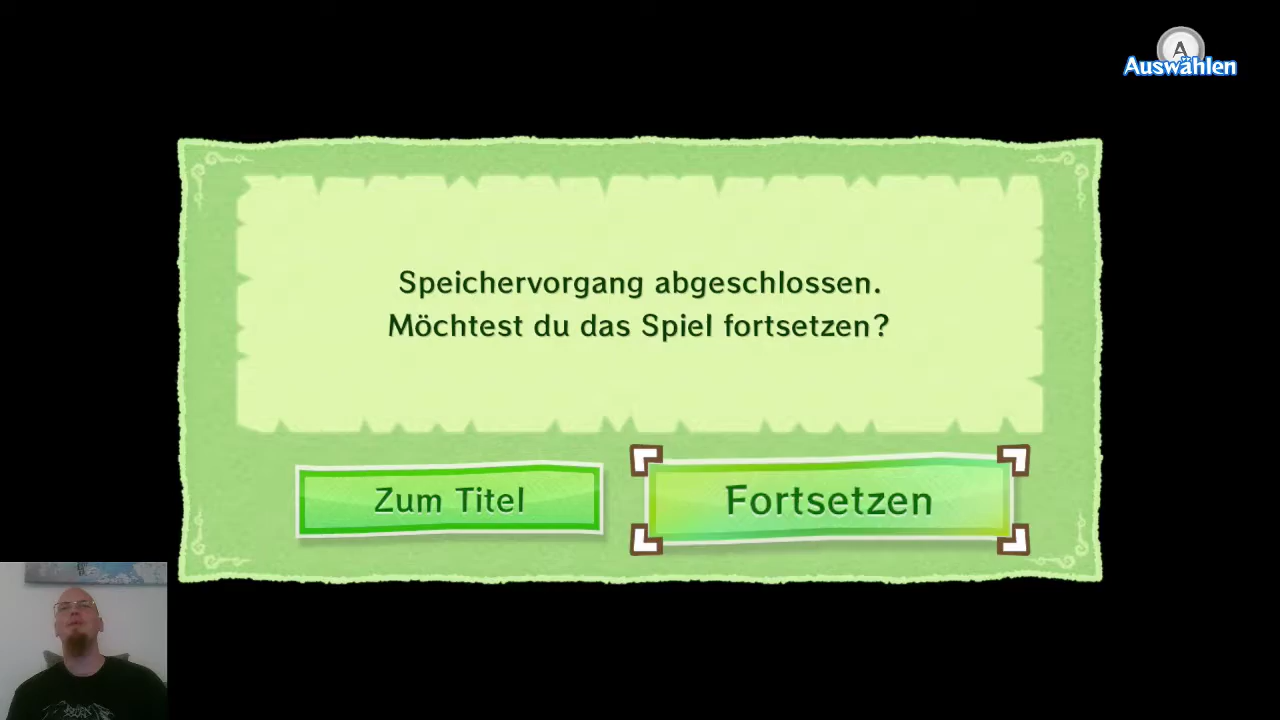 A
Auswählen
Speichervorgang abgeschlossen.
Möchtest du das Spiel fortsetzen?
Zum Titel
Fortsetzen